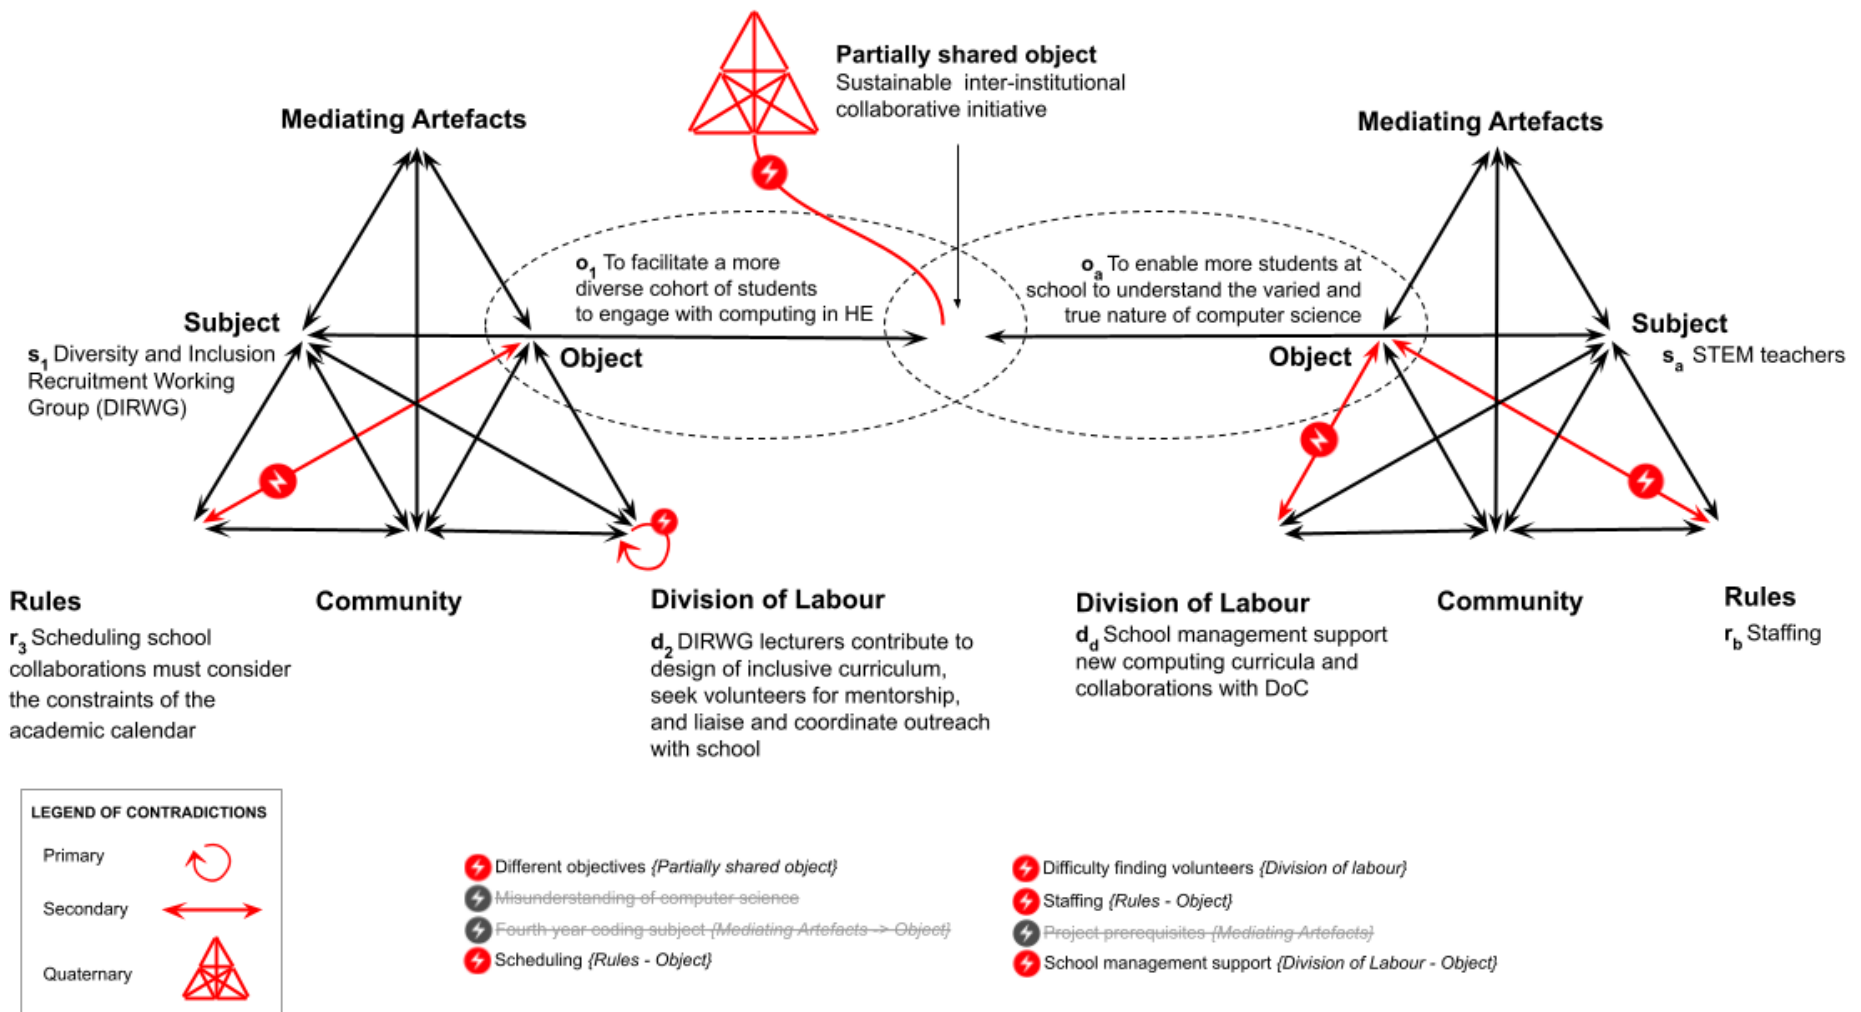 Partially shared object
Sustainable inter-institutional
collaborative initiative
Mediating Artefacts
Mediating Artefacts
o1 To facilitate a more
diverse cohort of students
to engage with computing in HE
oa To enable more students at
school to understand the varied and
true nature of computer science
Subject
s1 Diversity and Inclusion
Recruitment Working
Group (DIRWG)
Object
Object
Subject
sa STEM teachers
Rules
r3 Scheduling school
collaborations must consider
the constraints of the
academic calendar
Community
Division of Labour
d2 DIRWG lecturers contribute to
design of inclusive curriculum,
seek volunteers for mentorship,
and liaise and coordinate outreach
with school
Division of Labour
dd School management support
new computing curricula and
collaborations with DoC
Community
Rules
rb Staffing
LEGEND OF CONTRADICTIONS
Primary
Secondary
Quaternary
Different objectives {Partially shared object}
Misunderstanding of computer science
Fourth year coding subject {Mediating Artefacts -> Object}
Scheduling {Rules - Object}
Difficulty finding volunteers {Division of labour}
Staffing {Rules - Object}
Project prerequisites {Mediating Artefacts}
School management support {Division of Labour - Object}